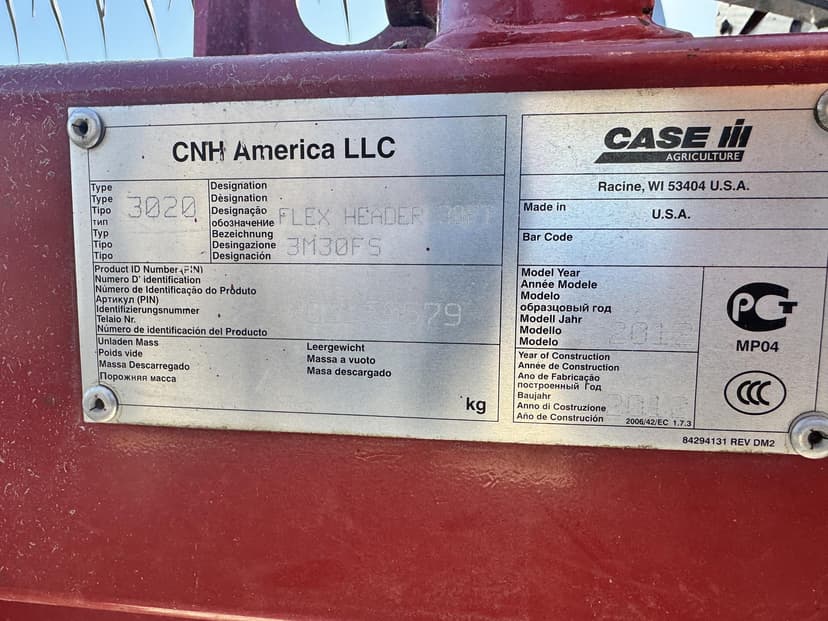 CNH America LLC
Type
Type
Tipo
тип
Typ
Tipo
Tipo
3020
Designation
Dèsignation
Designação
обозначеНие
Bezeichnung
Desingazione
Designación
FLEX HEADER
3M30FS
Product ID Number (PIN)
Numero D' identification
Número de Identificação do Produto
Артикул (PIN)
Identifizierungsnummer
Telaio Nr.
Número de identificación del Producto
Unladen Mass
Poids vide
Massa Descarregado
Порожняя масса
Leergewicht
Massa a vuoto
Masa descargado
kg
CASE IH
AGRICULTURE
Racine, WI 53404 U.S.A.
Made in
U.S.A.
Bar Code
Model Year
Année Modele
Modelo
образцовый год
Modell Jahr
Modello
Modelo
2012
Year of Construction
Année de Construction
Ano de Fabricação
построенный Год
Baujahr
Anno di Costruzione
Año de Construción
2012
2006/42/EC 1.7.3
РСТ
MP04
CCC
84294131 REV DM2